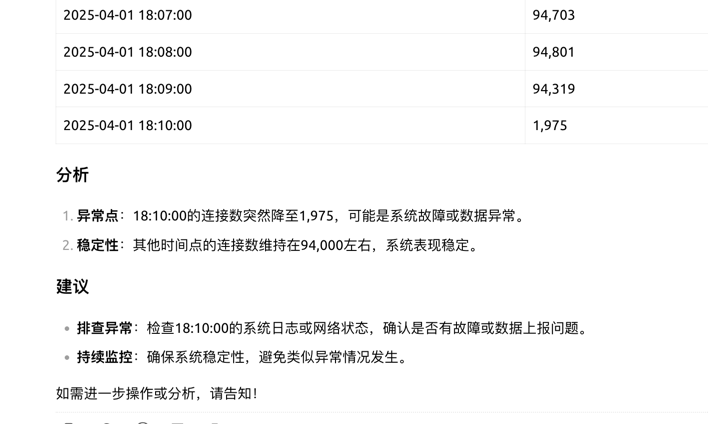 2025-04-01 18:07:00 94,703
2025-04-01 18:08:00 94,801
2025-04-01 18:09:00 94,319
2025-04-01 18:10:00 1,975
分析
1. 异常点：18:10:00的连接数突然降至1,975，可能是系统故障或数据异常。
2. 稳定性：其他时间点的连接数维持在94,000左右，系统表现稳定。
建议
• 排查异常：检查18:10:00的系统日志或网络状态，确认是否有故障或数据上报问题。
• 持续监控：确保系统稳定性，避免类似异常情况发生。
如需进一步操作或分析，请告知！